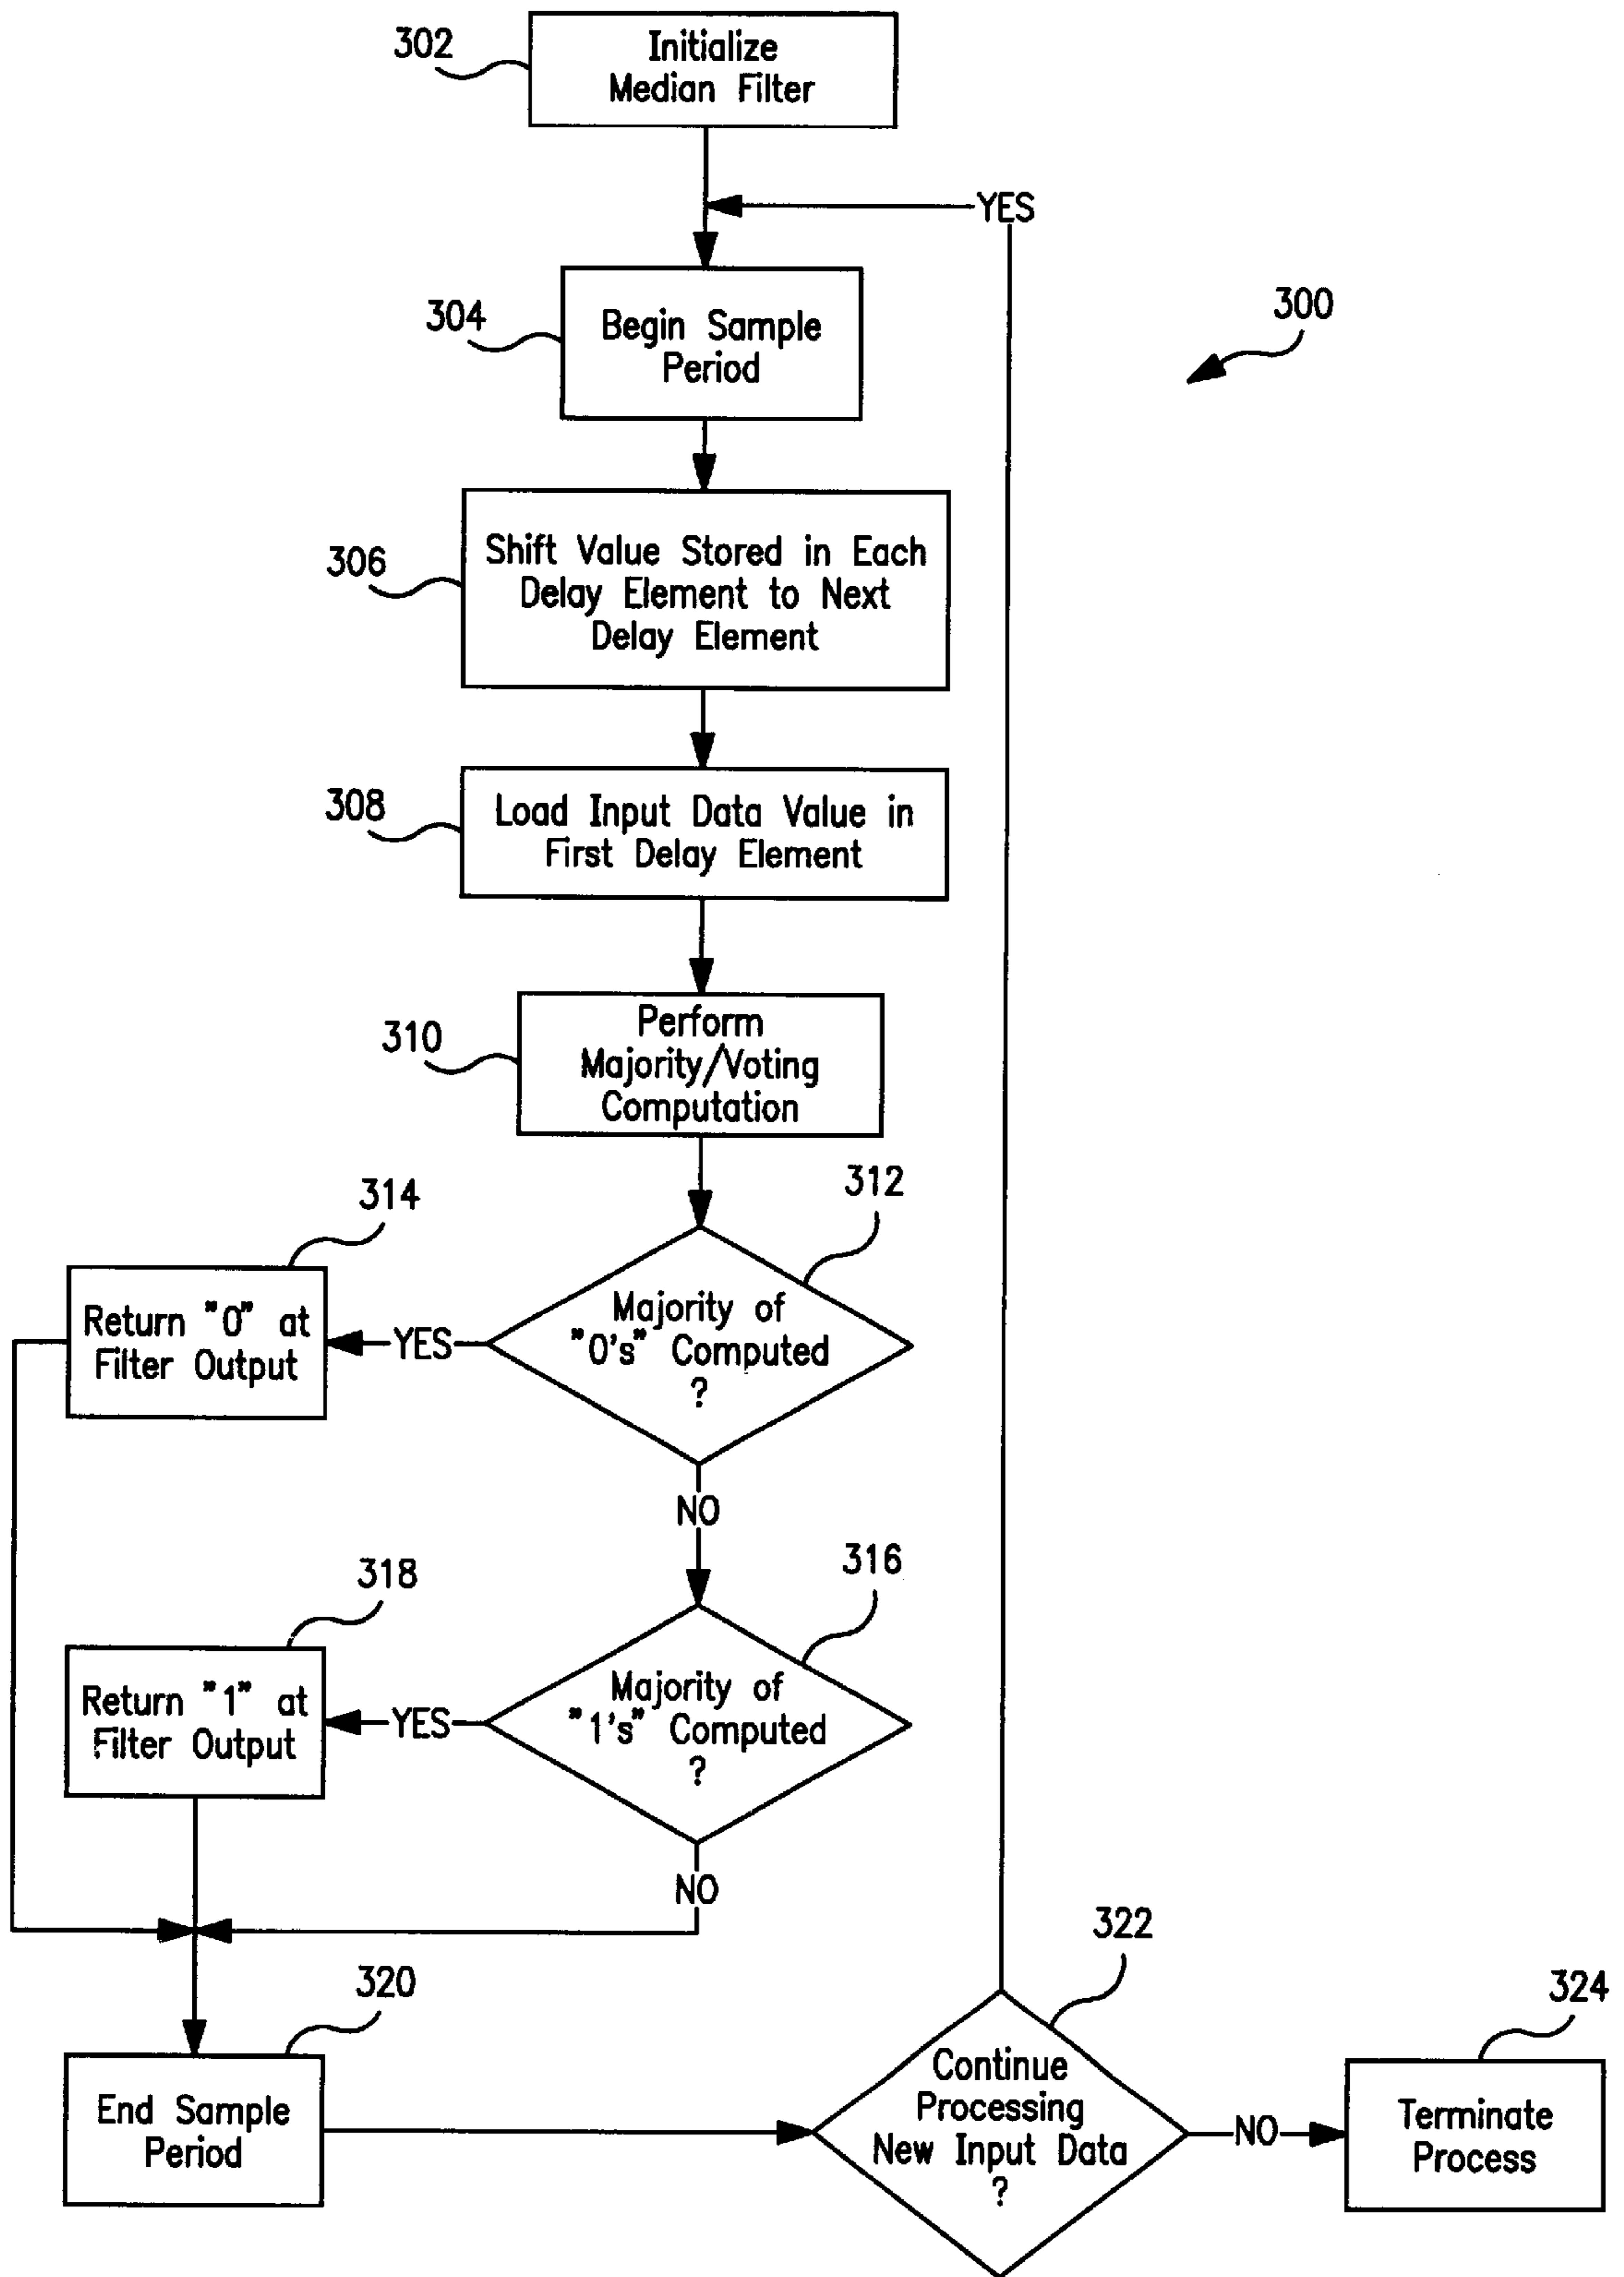 302
Initialize
Median Filter
YES
300
304
Begin Sample
Period
306
Shift Value Stored in Each
Delay Element to Next
Delay Element
308
Load Input Data Value in
First Delay Element
310
Perform
Majority/Voting
Computation
312
314
Majority of
"0's" Computed
?
YES
Return "0" at
Filter Output
NO
316
318
Majority of
"1's" Computed
?
YES
Return "1" at
Filter Output
NO
320
End Sample
Period
322
Continue
Processing
New Input Data
?
NO
324
Terminate
Process